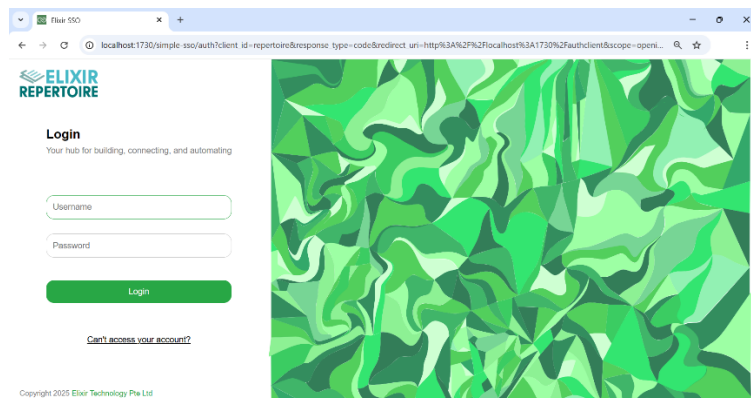 Elixir SSO
localhost:1730/simple-sso/auth?client_id=repertoire&response_type=code&redirect_uri=http%3A%2F%2Flocalhost%3A1730%2Fauthclient&scope=openi...
ELIXIR
REPERTOIRE
Login
Your hub for building, connecting, and automating
Username
Password
Login
Can't access your account?
Copyright 2025 Elixir Technology Pte Ltd